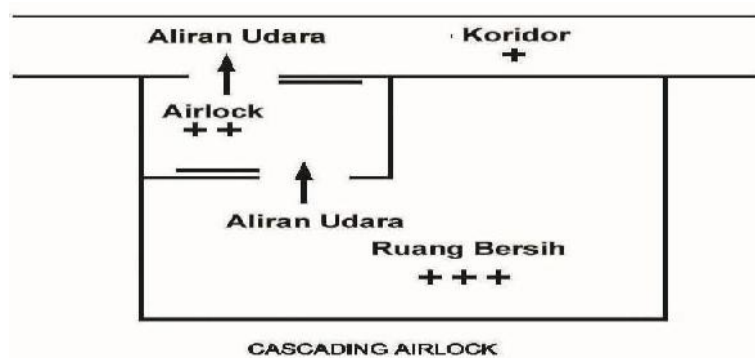 Aliran Udara
Koridor
+
Airlock
+ +
Aliran Udara
Ruang Bersih
+ + +
CASCADING AIRLOCK